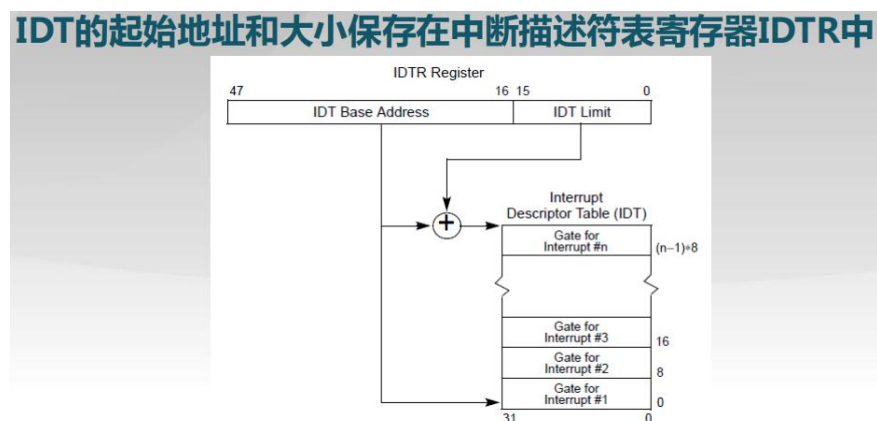 IDT的起始地址和大小保存在中断描述符表寄存器IDTR中
IDTR Register
47 16 15 0
IDT Base Address IDT Limit
+
Interrupt
Descriptor Table (IDT)
Gate for
Interrupt #n
(n−1)∗8
Gate for
Interrupt #3
16
Gate for
Interrupt #2
8
Gate for
Interrupt #1
0
31 0